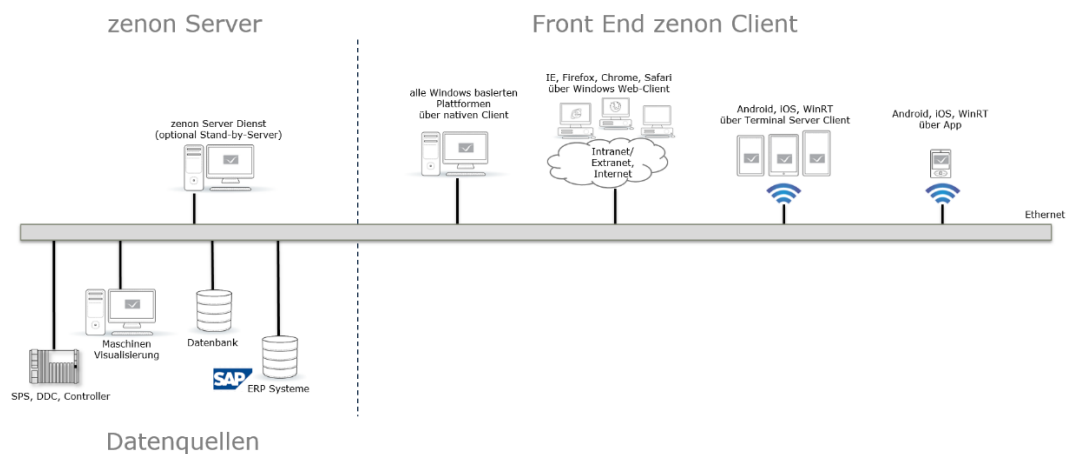 zenon Server
Front End zenon Client
zenon Server Dienst
(optional Stand-by-Server)
alle Windows basierten
Plattformen
über nativen Client
IE, Firefox, Chrome, Safari
über Windows Web-Client
Intranet/
Extranet,
Internet
Android, iOS, WinRT
über Terminal Server Client
Android, iOS, WinRT
über App
Ethernet
Maschinen
Visualisierung
Datenbank
SPS, DDC, Controller
SAP
ERP Systeme
Datenquellen